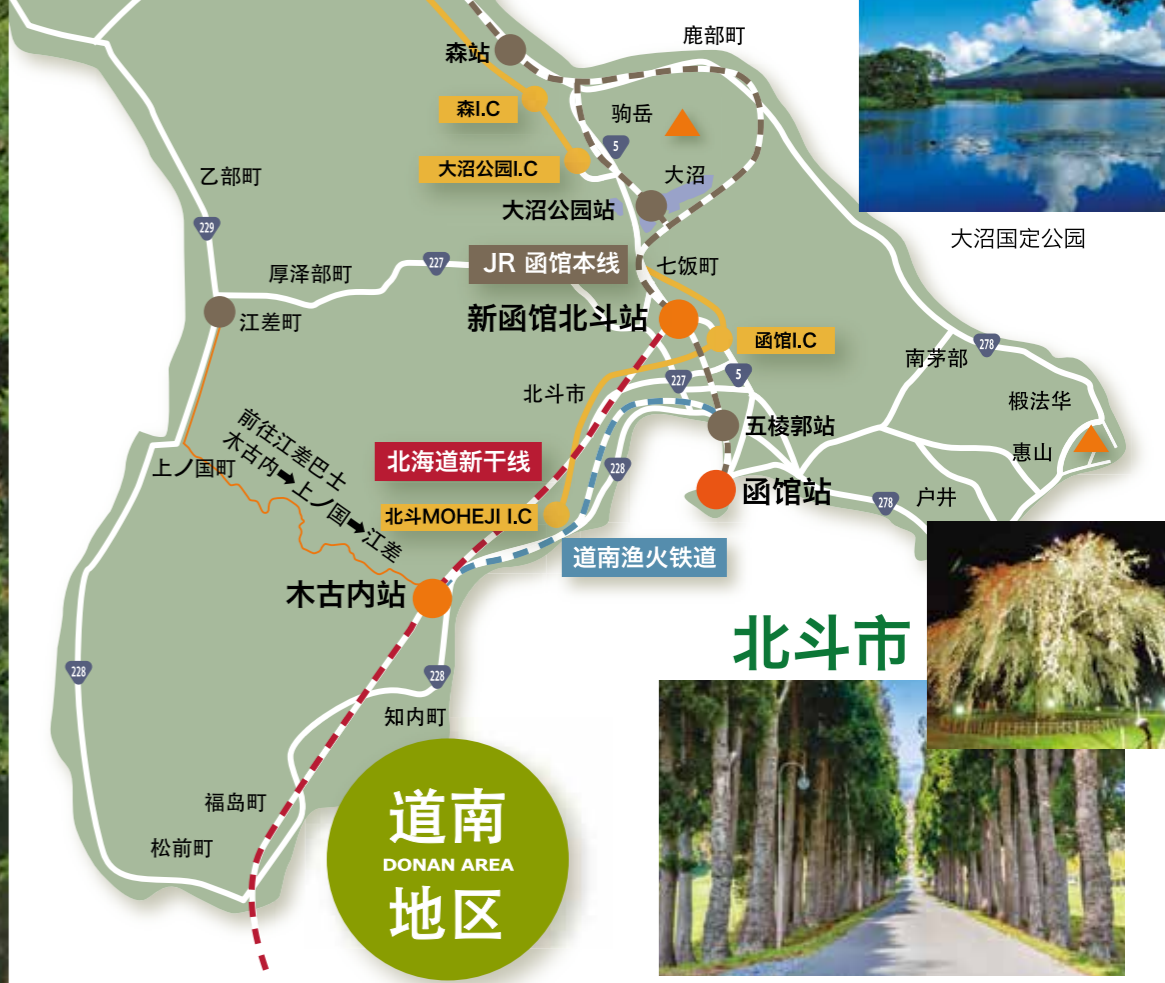 鹿部町
森站
森I.C
驹岳
5
大沼公园I.C
大沼
乙部町
大沼公园站
229
大沼国定公园
227
JR 函馆本线
七饭町
厚泽部町
新函馆北斗站
江差町
函馆I.C
278
南茅部
227
5
北斗市
椴法华
前往江差巴士
木古内➡上ノ国➡江差
五棱郭站
惠山
上ノ国町
北海道新干线
228
函馆站
户井
278
北斗MOHEJI I.C
道南渔火铁道
木古内站
北斗市
228
228
知内町
福岛町
道南
DONAN AREA
地区
松前町